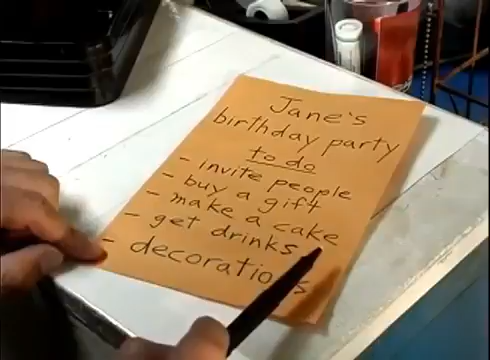 Jane's
birthday party
to do
- invite people
- buy a gift
- make a cake
- get drinks
- decorations